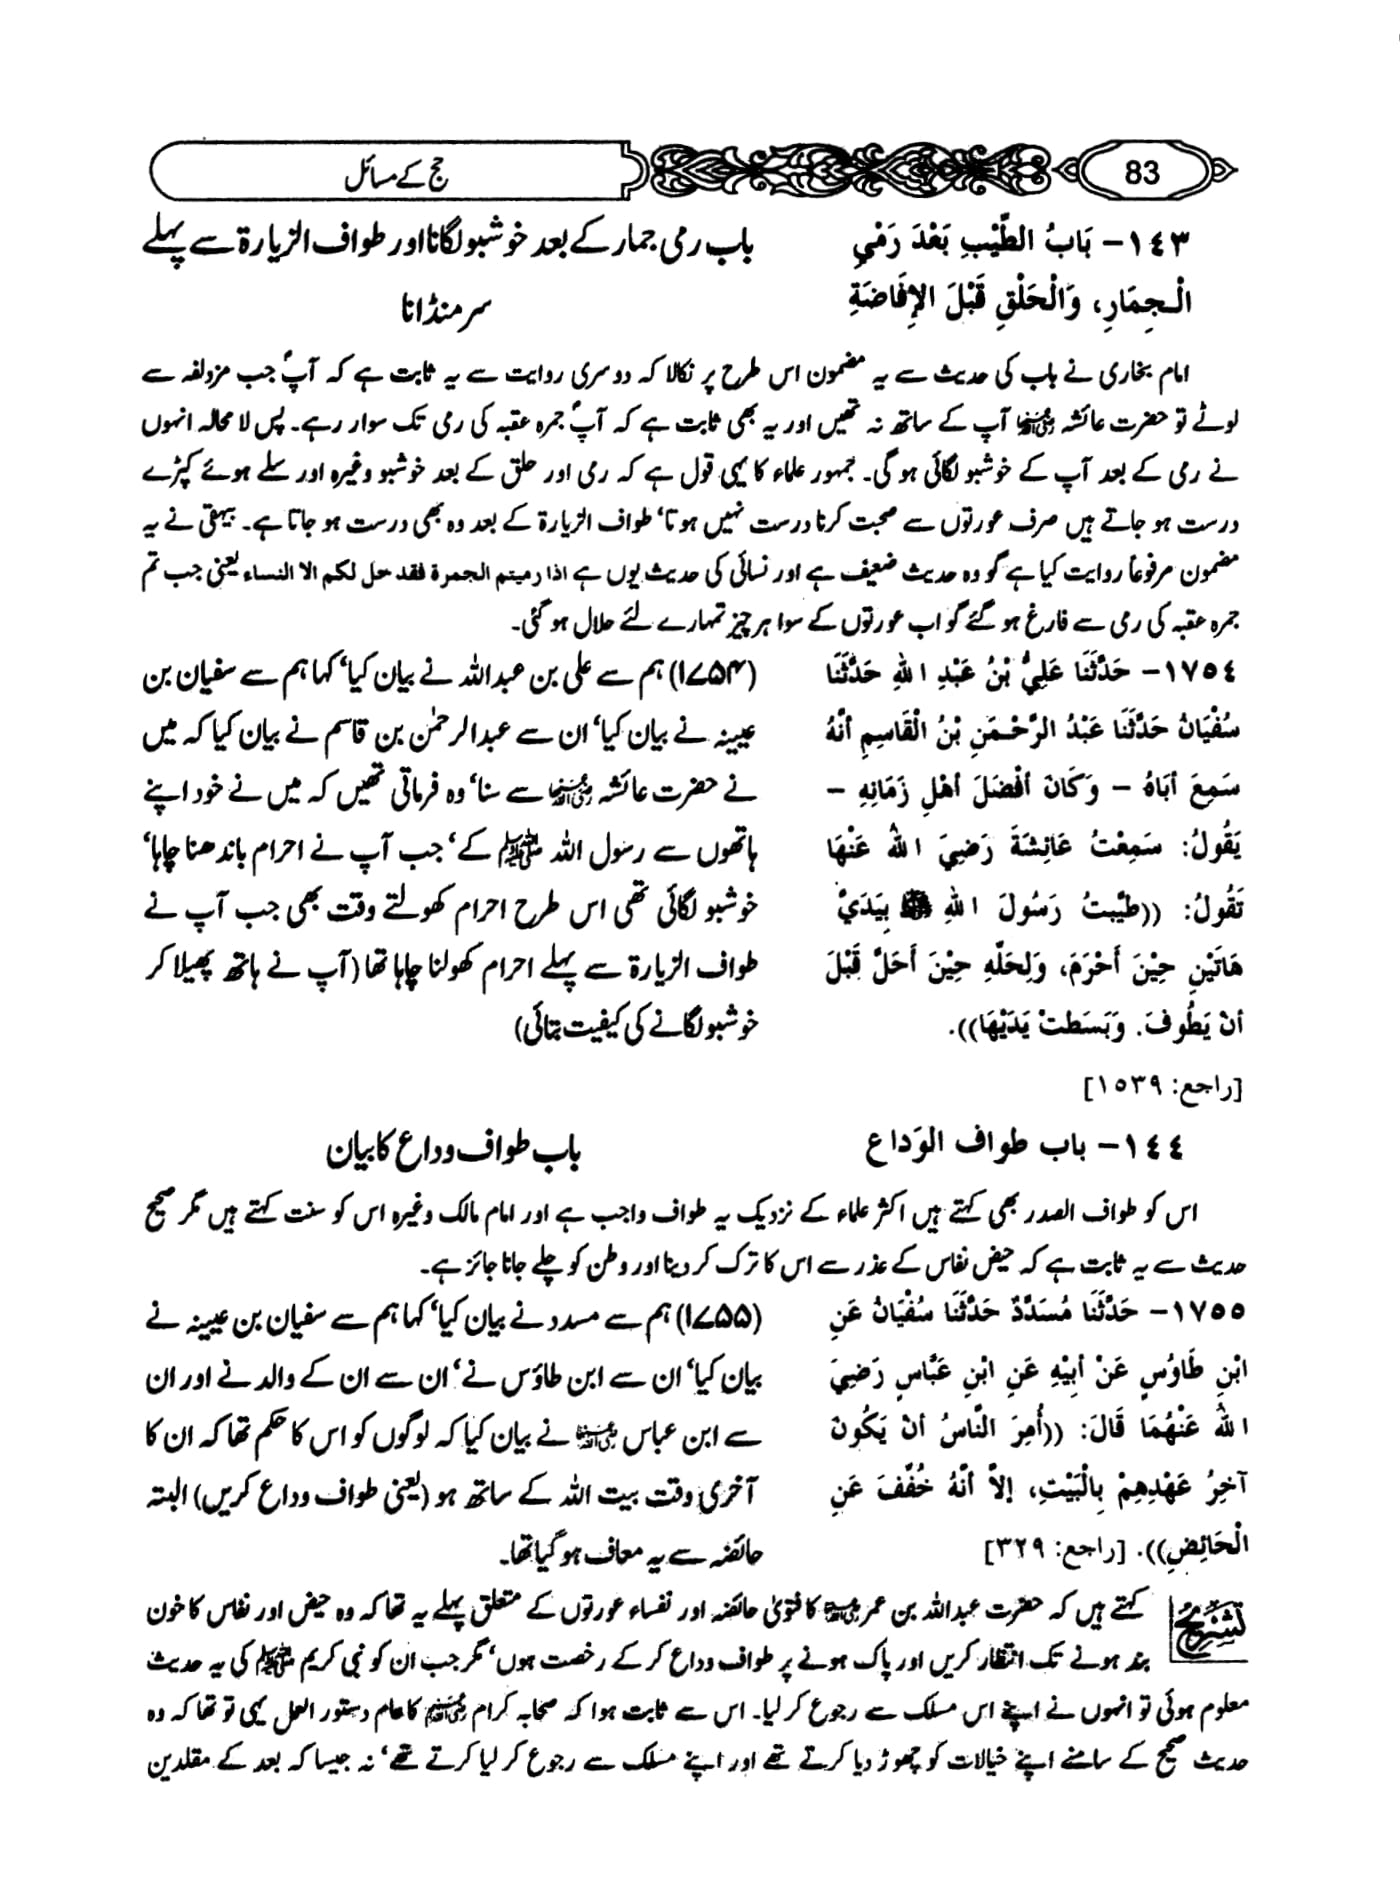 83
حج کے مسائل
١٤٣- بَابُ الطِّيْبِ بَعْدَ رَمْيِ
الْجِمَارِ، وَالْحَلْقِ قَبْلَ الإِفَاضَةِ
باب رمی جمار کے بعد خوشبو لگانا اور طواف الزیارۃ سے پہلے
سر منڈانا
امام بخاری نے باب کی حدیث سے یہ مضمون اس طرح پر نکالا کہ دوسری روایت سے یہ ثابت ہے کہ آپؐ جب مزدلفہ سے
لوٹے تو حضرت عائشہ رضی اللہ عنہا آپ کے ساتھ نہ تھیں اور یہ بھی ثابت ہے کہ آپؐ جمرہ عقبہ کی رمی تک سوار رہے۔ پس لا محالہ انہوں
نے رمی کے بعد آپ کے خوشبو لگائی ہو گی۔ جمہور علماء کا یہی قول ہے کہ رمی اور حلق کے بعد خوشبو وغیرہ اور سلے ہوئے کپڑے
درست ہو جاتے ہیں صرف عورتوں سے صحبت کرنا درست نہیں ہوتا‘ طواف الزیارۃ کے بعد وہ بھی درست ہو جاتا ہے۔ بیہقی نے یہ
مضمون مرفوعاً روایت کیا ہے گو وہ حدیث ضعیف ہے اور نسائی کی حدیث یوں ہے اذا رمیتم الجمرة فقد حل لکم الا النساء یعنی جب تم
جمرہ عقبہ کی رمی سے فارغ ہو گئے گو اب عورتوں کے سوا ہر چیز تمہارے لئے حلال ہو گئی۔
١٧٥٤- حَدَّثَنَا عَلِيُّ بْنُ عَبْدِ اللهِ حَدَّثَنَا
سُفْيَانُ حَدَّثَنَا عَبْدُ الرَّحْمَنِ بْنُ الْقَاسِمِ أَنَّهُ
سَمِعَ أَبَاهُ - وَكَانَ أَفْضَلَ أَهْلِ زَمَانِهِ -
يَقُولُ: سَمِعْتُ عَائِشَةَ رَضِيَ اللهُ عَنْهَا
تَقُولُ: ((طَيَّبْتُ رَسُولَ اللهِ ﷺ بِيَدَيَّ
هَاتَيْنِ حِيْنَ أَحْرَمَ، وَلِحَلِّهِ حِيْنَ أَحَلَّ قَبْلَ
أَنْ يَطُوفَ. وَبَسَطَتْ يَدَيْهَا)).
[راجع: ١٥٣٩]
(۱۷۵۴) ہم سے علی بن عبداللہ نے بیان کیا‘ کہا ہم سے سفیان بن
عیینہ نے بیان کیا‘ ان سے عبدالرحمٰن بن قاسم نے بیان کیا کہ میں
نے حضرت عائشہ رضی اللہ عنہا سے سنا‘ وہ فرماتی تھیں کہ میں نے خود اپنے
ہاتھوں سے رسول اللہ ﷺ کے‘ جب آپ نے احرام باندھنا چاہا‘
خوشبو لگائی تھی اس طرح احرام کھولتے وقت بھی جب آپ نے
طواف الزیارۃ سے پہلے احرام کھولنا چاہا تھا (آپ نے ہاتھ پھیلا کر
خوشبو لگانے کی کیفیت بتائی)
١٤٤- باب طواف الوَداع
باب طواف وداع کا بیان
اس کو طواف الصدر بھی کہتے ہیں اکثر علماء کے نزدیک یہ طواف واجب ہے اور امام مالک وغیرہ اس کو سنت کہتے ہیں مگر صحیح
حدیث سے یہ ثابت ہے کہ حیض نفاس کے عذر سے اس کا ترک کر دینا اور وطن کو چلے جانا جائز ہے۔
١٧٥٥- حَدَّثَنَا مُسَدَّدٌ حَدَّثَنَا سُفْيَانُ عَنِ
ابْنِ طَاوُسٍ عَنْ أَبِيْهِ عَنِ ابْنِ عَبَّاسٍ رَضِيَ
اللهُ عَنْهُمَا قَالَ: ((أُمِرَ النَّاسُ أَنْ يَكُونَ
آخِرُ عَهْدِهِمْ بِالْبَيْتِ، إِلاَّ أَنَّهُ خُفِّفَ عَنِ
الْحَائِضِ)). [راجع: ٣٢٩]
(۱۷۵۵) ہم سے مسدد نے بیان کیا‘ کہا ہم سے سفیان بن عیینہ نے
بیان کیا‘ ان سے ابن طاؤس نے‘ ان سے ان کے والد نے اور ان
سے ابن عباس رضی اللہ عنہما نے بیان کیا کہ لوگوں کو اس کا حکم تھا کہ ان کا
آخری وقت بیت اللہ کے ساتھ ہو (یعنی طواف وداع کریں) البتہ
حائضہ سے یہ معاف ہو گیا تھا۔
تشریح کہتے ہیں کہ حضرت عبداللہ بن عمر رضی اللہ عنہما کا فتویٰ حائضہ اور نفساء عورتوں کے متعلق پہلے یہ تھا کہ وہ حیض اور نفاس کا خون
بند ہونے تک انتظار کریں اور پاک ہونے پر طواف وداع کر کے رخصت ہوں‘ مگر جب ان کو نبی کریم ﷺ کی یہ حدیث
معلوم ہوئی تو انہوں نے اپنے اس مسلک سے رجوع کر لیا۔ اس سے ثابت ہوا کہ صحابہ کرام رضی اللہ عنہم کا عام دستور العمل یہی تو تھا کہ وہ
حدیث صحیح کے سامنے اپنے خیالات کو چھوڑ دیا کرتے تھے اور اپنے مسلک سے رجوع کر لیا کرتے تھے‘ نہ جیسا کہ بعد کے مقلدین